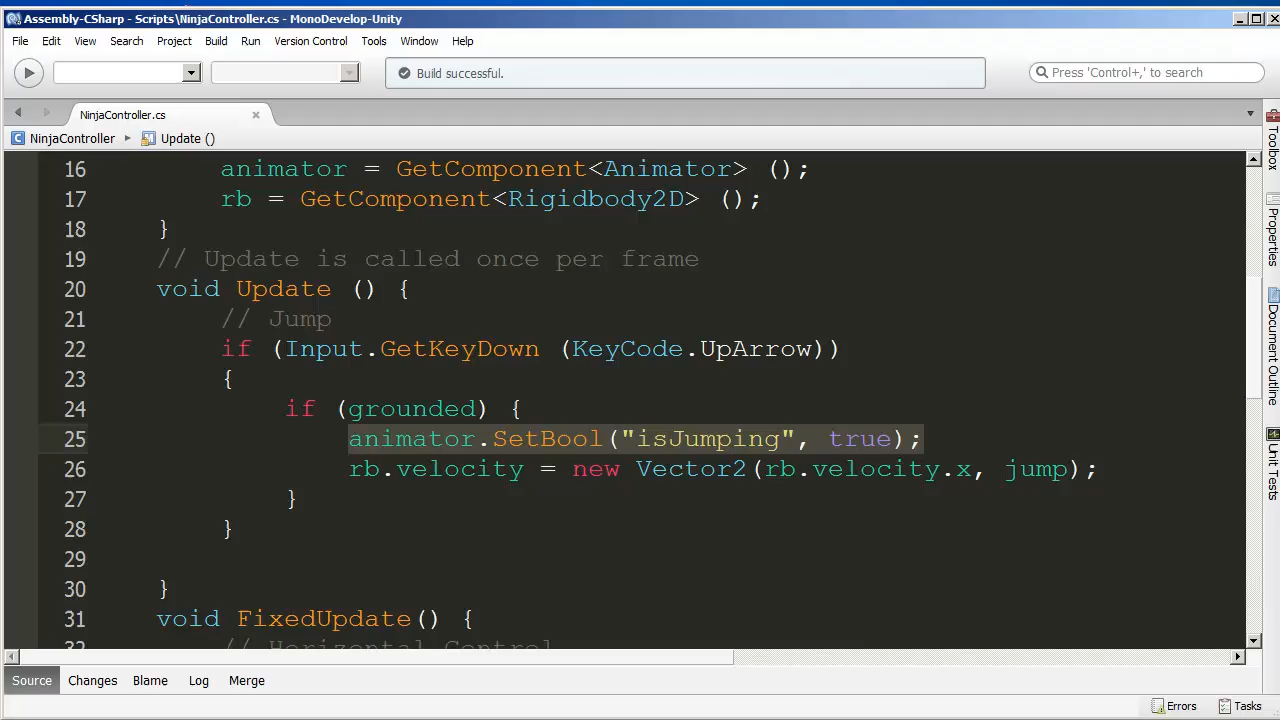 Assembly-CSharp - Scripts\NinjaController.cs - MonoDevelop-Unity
File Edit View Search Project Build Run Version Control Tools Window Help
Build successful.
Press 'Control+,' to search
NinjaController.cs
NinjaController Update ()
16 animator = GetComponent<Animator> ();
17 rb = GetComponent<Rigidbody2D> ();
18 }
19 // Update is called once per frame
20 void Update () {
21 // Jump
22 if (Input.GetKeyDown (KeyCode.UpArrow))
23 {
24 if (grounded) {
25 animator.SetBool("isJumping", true);
26 rb.velocity = new Vector2(rb.velocity.x, jump);
27 }
28 }
29
30 }
31 void FixedUpdate() {
32 // Horizontal Control
Toolbox
Properties
Document Outline
Unit Tests
Source Changes Blame Log Merge
Errors Tasks